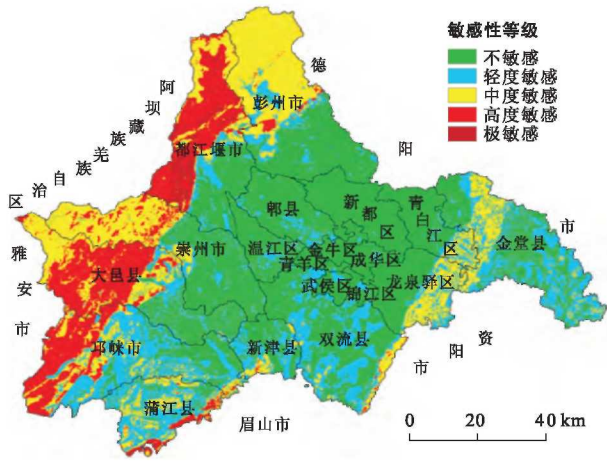 敏感性等级
不敏感
轻度敏感
中度敏感
高度敏感
极敏感
阿坝藏族羌族自治区
德阳市
雅安市
眉山市
资阳市
彭州市
都江堰市
郫县
新都区
青白江区
金堂县
崇州市
温江区
金牛区
青羊区
成华区
龙泉驿区
武侯区
锦江区
大邑县
邛崃市
新津县
双流县
蒲江县
0 20 40 km